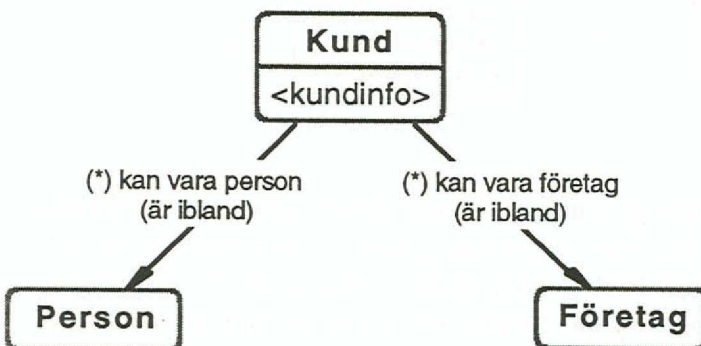 Kund
<kundinfo>
(*) kan vara person
(är ibland)
(*) kan vara företag
(är ibland)
Person
Företag